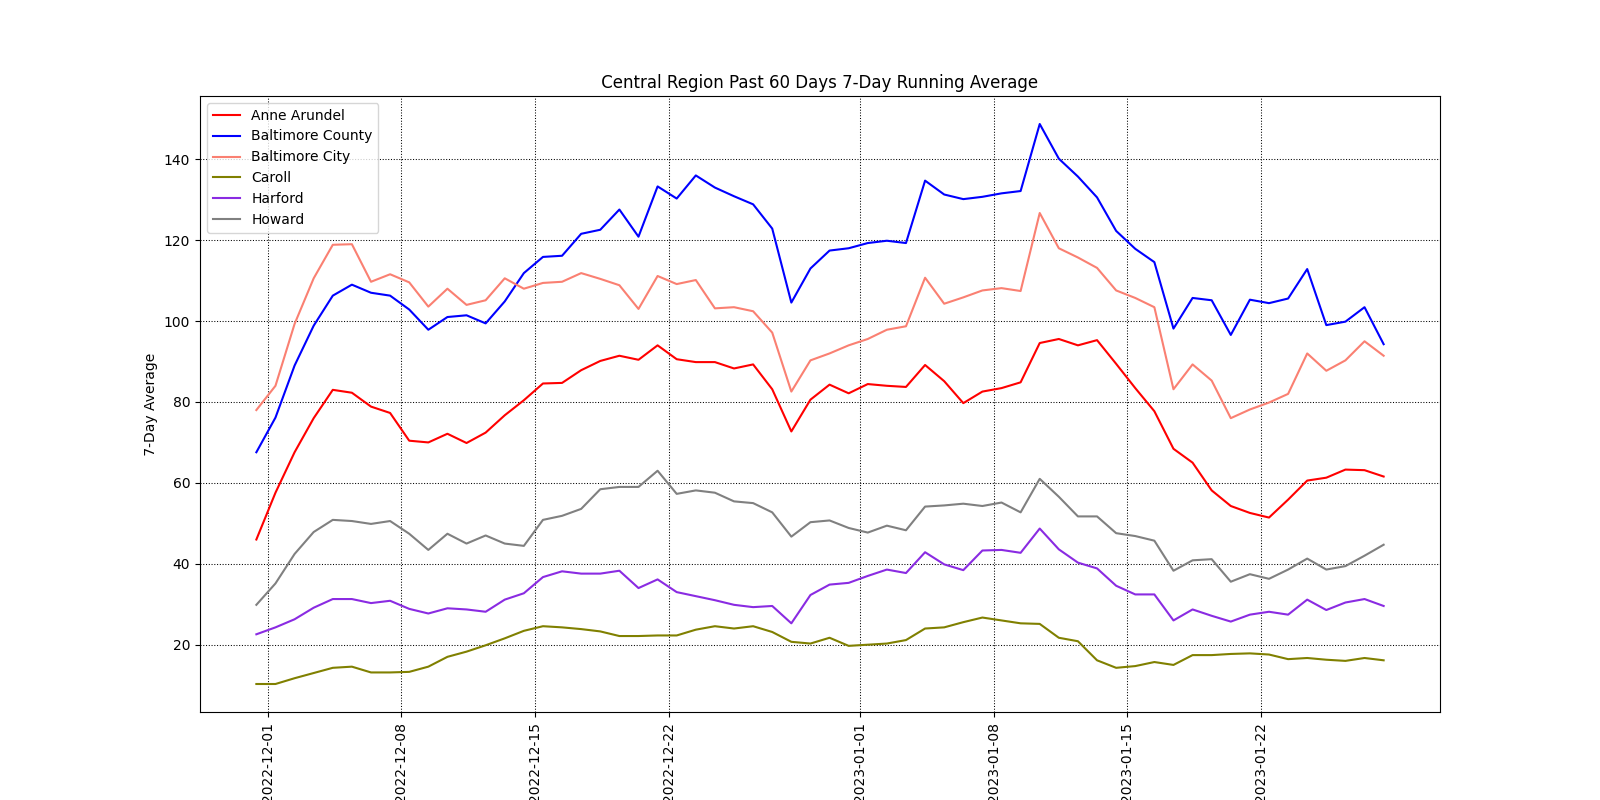 Central Region Past 60 Days 7-Day Running Average
Anne Arundel
Baltimore County
Baltimore City
Caroll
Harford
Howard
7-Day Average
140
120
100
80
60
40
20
2022-12-01
2022-12-08
2022-12-15
2022-12-22
2023-01-01
2023-01-08
2023-01-15
2023-01-22